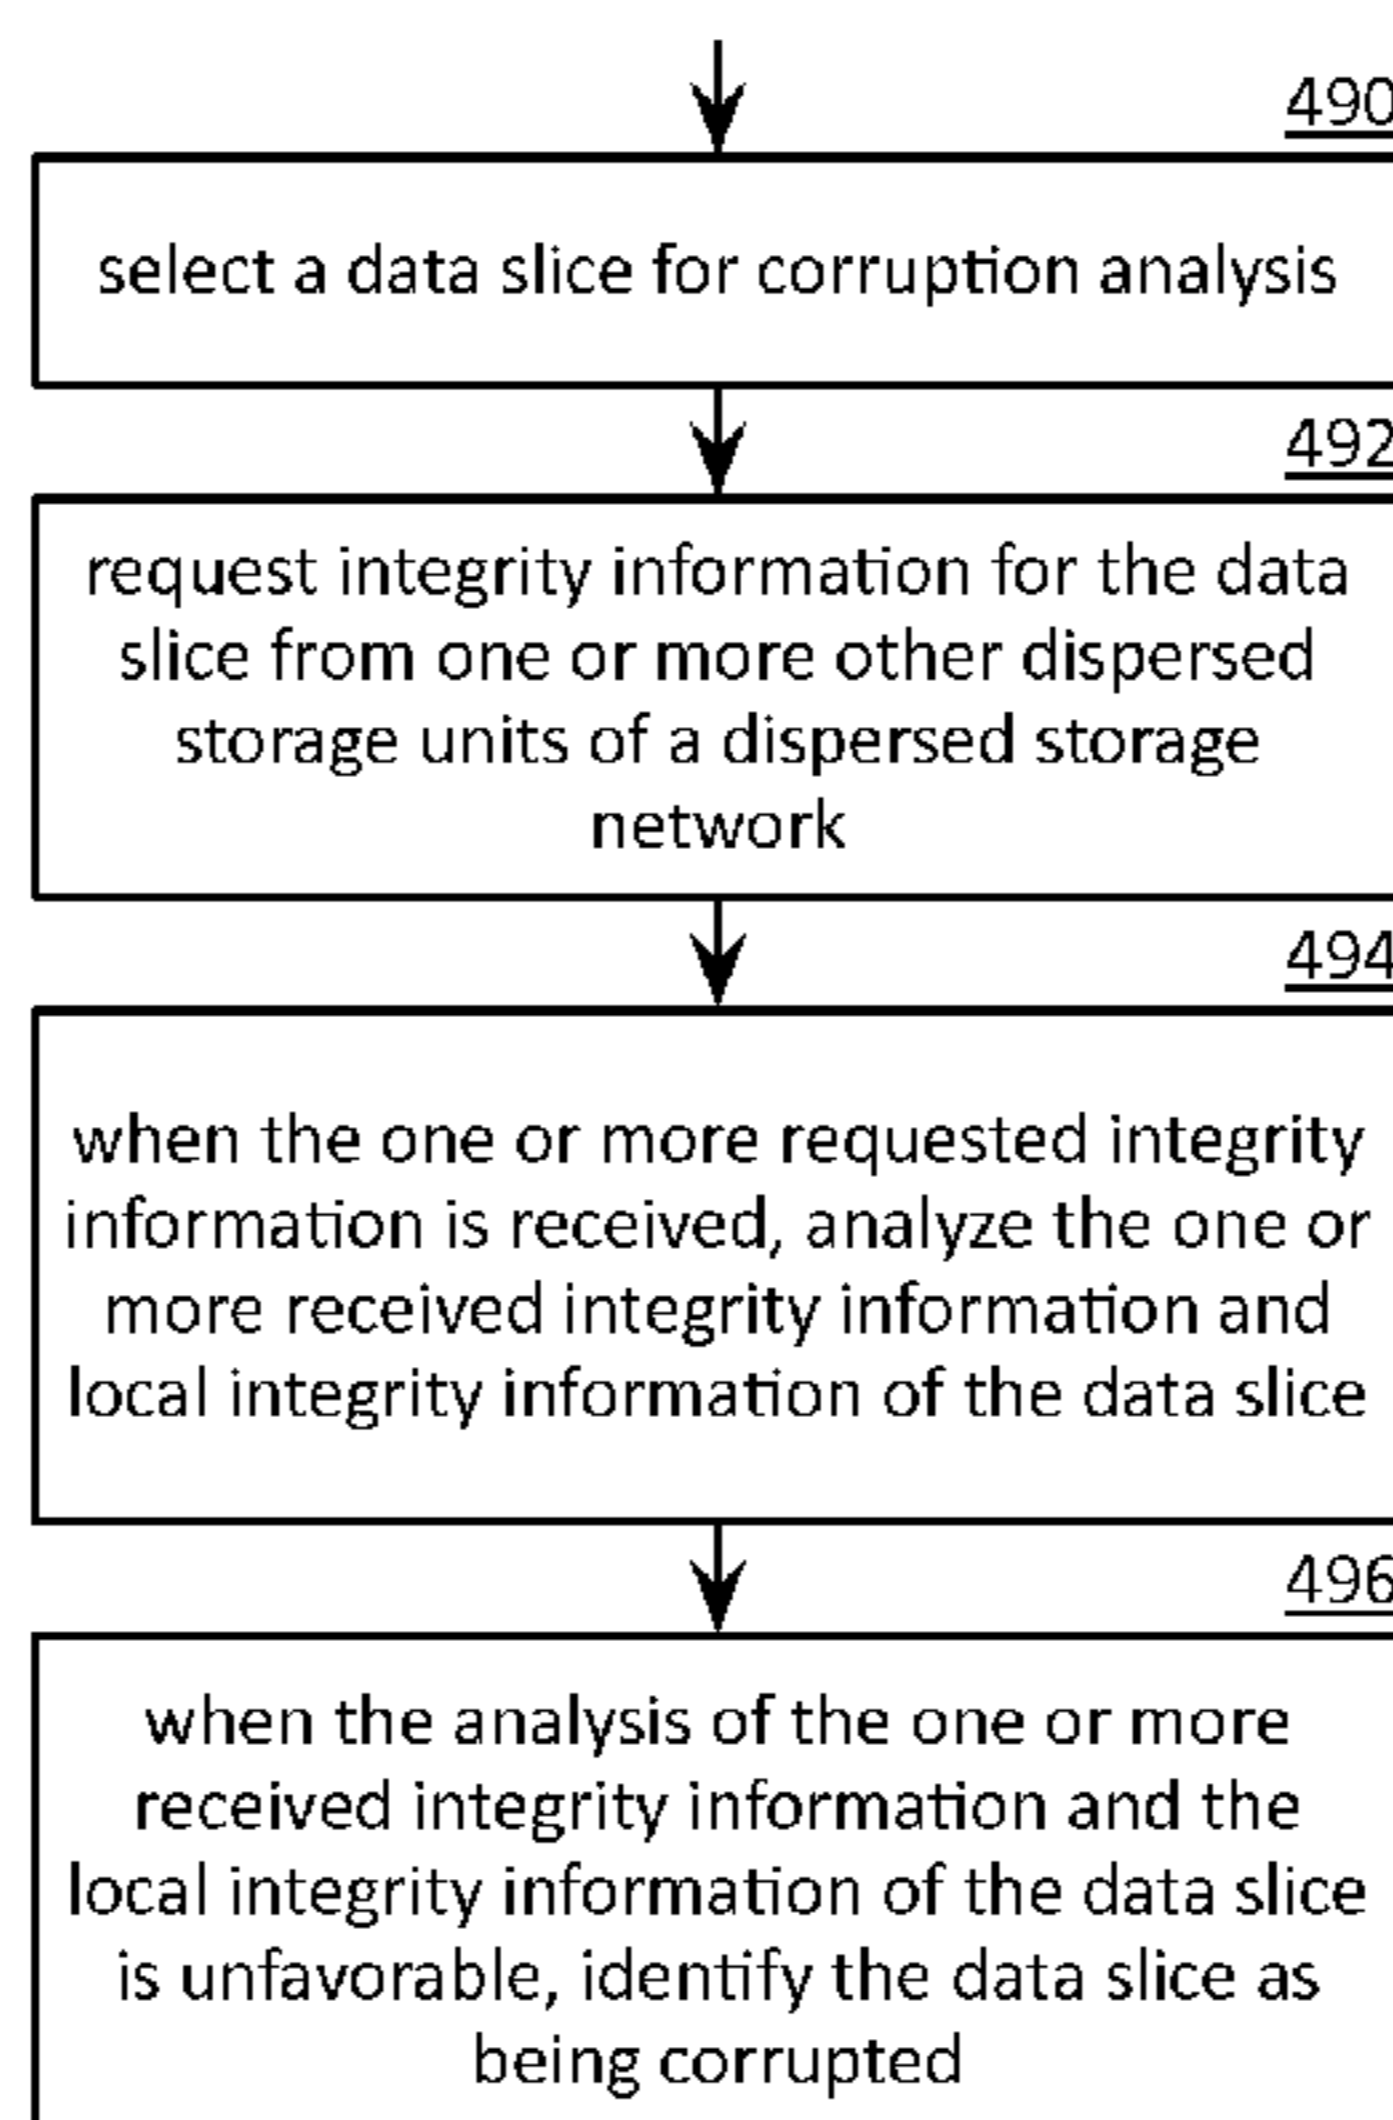 490
select a data slice for corruption analysis
492
request integrity information for the data
slice from one or more other dispersed
storage units of a dispersed storage
network
494
when the one or more requested integrity
information is received, analyze the one or
more received integrity information and
local integrity information of the data slice
496
when the analysis of the one or more
received integrity information and the
local integrity information of the data slice
is unfavorable, identify the data slice as
being corrupted